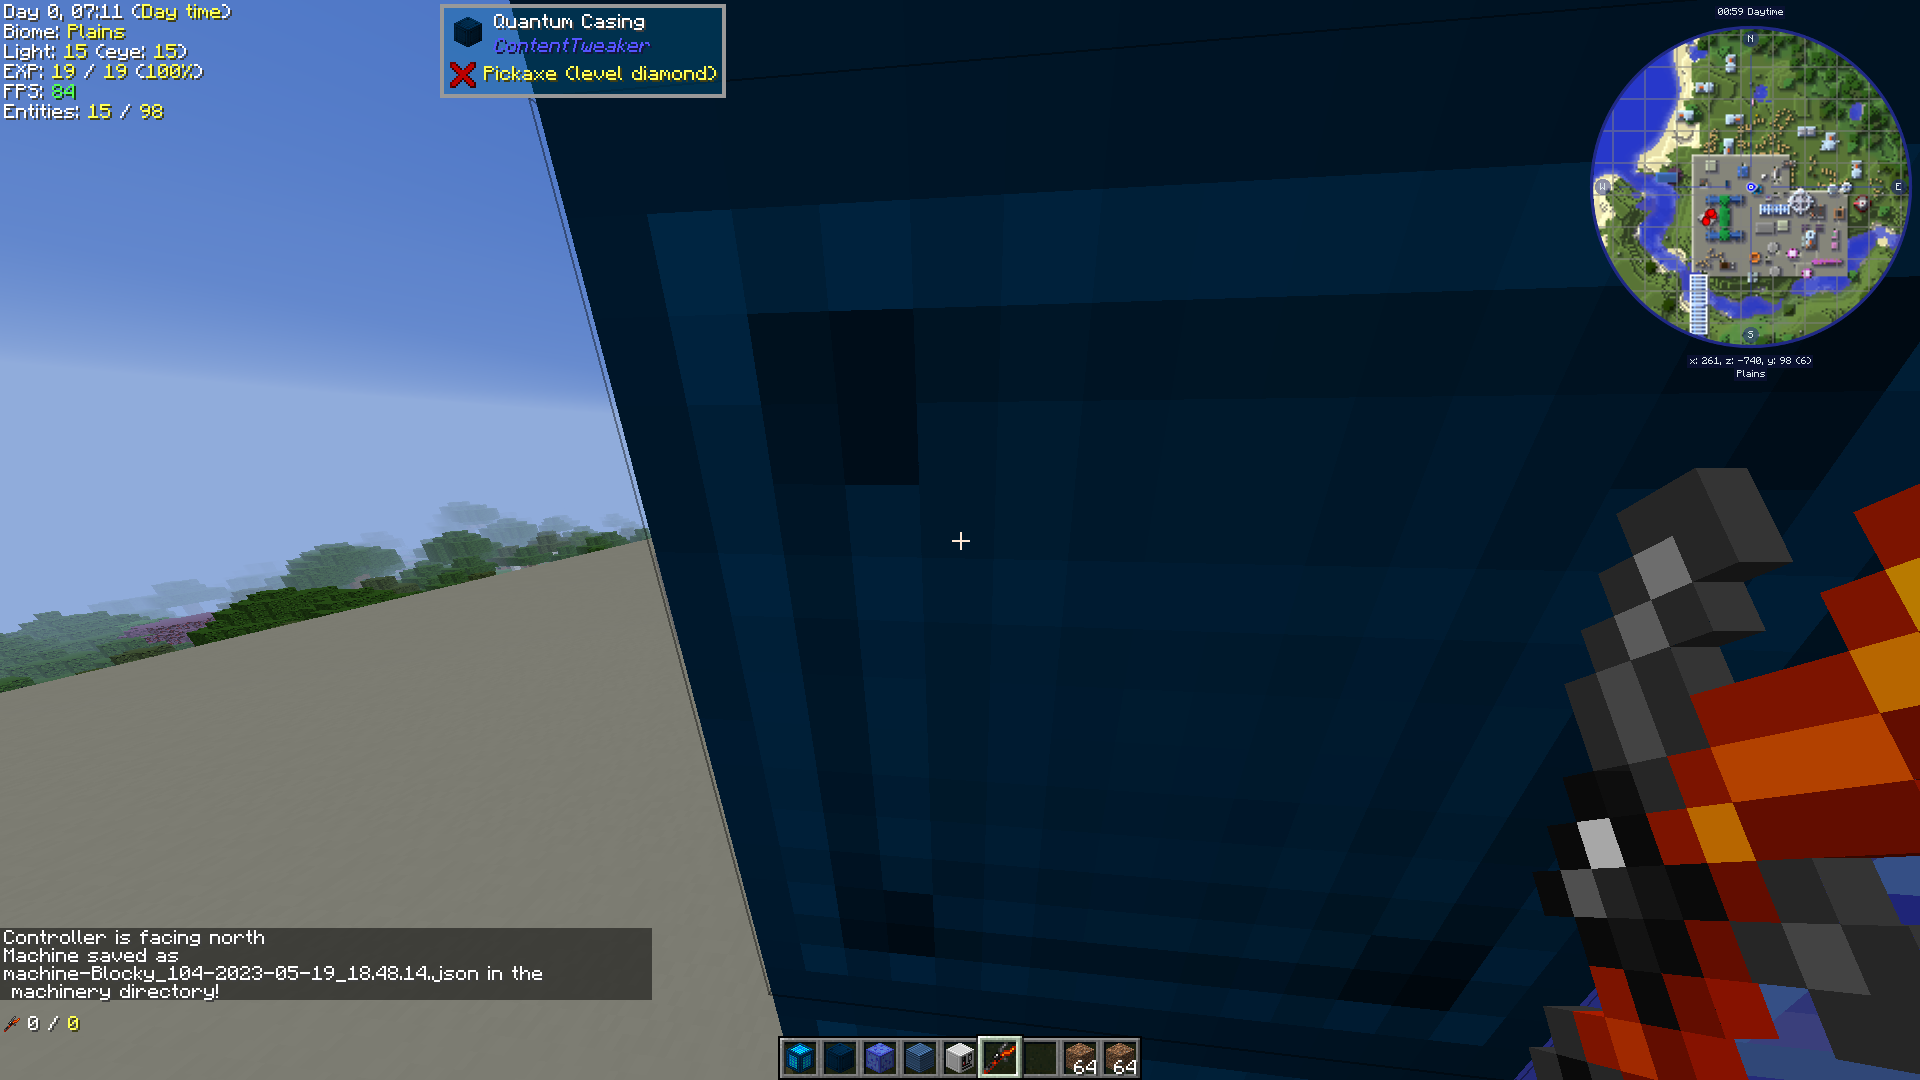 Day 0, 07:11 (Day time)
Biome: Plains
Light: 15 (eye: 15)
EXP: 19 / 19 (100%)
FPS: 84
Entities: 15 / 98
Quantum Casing
ContentTweaker
Pickaxe (level diamond)
00:59 Daytime
N
W
E
S
x: 261, z: -740, y: 98 (6)
Plains
Controller is facing north
Machine saved as
machine-Blocky_104-2023-05-19_18.48.14..json in the
machinery directory!
0 / 0
64
64